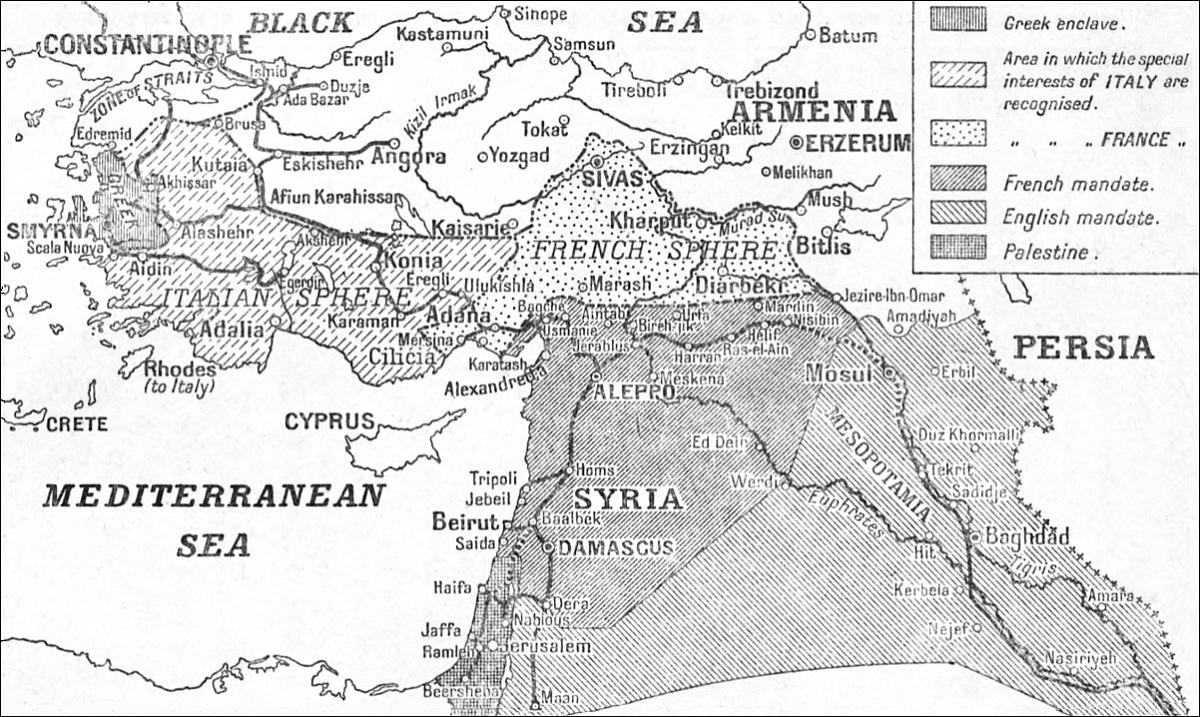 BLACK
SEA
Sinope
Batum
Kastamuni
CONSTANTINOPLE
Eregli
Samsun
ZONE OF STRAITS
Ismid
Duzje
Ada Bazar
Kizil Irmak
Tireboli
Trebizond
ARMENIA
Edremid
Brusa
Tokat
Kelkit
Kutaia
Eskishehr
Angora
Yozgad
Erzingan
ERZERUM
SIVAS
Melikhan
Akhissar
GREEK
Afiun Karahissar
Mush
SMYRNA
Alashehr
Akshehr
Kaisarie
Kharput
Murad Su
Scala Nuova
Aidin
Egerdir
Konia
FRENCH SPHERE
Bitlis
ITALIAN SPHERE
Eregli
Ulukishla
Marash
Diarbekr
Jezire-Ibn-Omar
Adalia
Karaman
Adana
Bagche
Aintab
Urfa
Mardin
Amadiyah
Mersina
Osmanie
Birehjik
Nisibin
Cilicia
Karatash
Jerablus
Harran
Ras-el-Ain
Helif
PERSIA
Rhodes
(to Italy)
Alexandretta
ALEPPO
Meskena
Mosul
Erbil
CRETE
CYPRUS
MESOPOTAMIA
Ed Deir
Duz Khormalli
MEDITERRANEAN
SEA
Homs
Tekrit
Tripoli
Jebeil
SYRIA
Werdi
Sadidje
Euphrates
Beirut
Baalbek
Saida
DAMASCUS
Hit
Baghdad
Tigris
Haifa
Dera
Kerbela
Amara
Nablous
Jaffa
Ramleh
Jerusalem
Nejef
Nasiriyeh
Beersheba
Maan
Greek enclave.
Area in which the special
interests of ITALY are
recognised.
„ „ „ FRANCE „
French mandate.
English mandate.
Palestine.